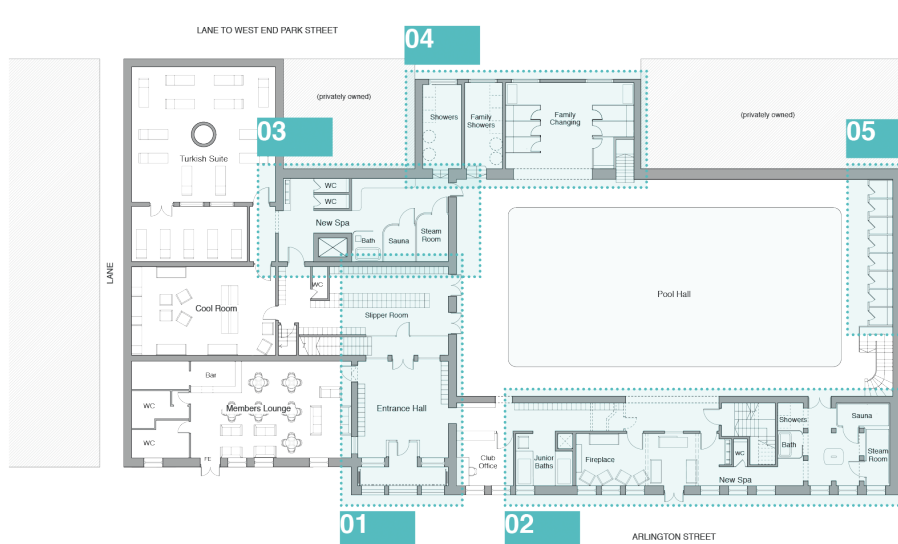 LANE TO WEST END PARK STREET
04
(privately owned)
Showers
Family
Showers
Family
Changing
(privately owned)
03
05
Turkish Suite
WC
WC
New Spa
Bath
Sauna
Steam
Room
LANE
WC
Cool Room
Slipper Room
Pool Hall
Bar
WC
Members Lounge
WC
FE
Entrance Hall
Club
Office
Junior
Baths
Fireplace
WC
New Spa
Showers
Bath
Sauna
Steam
Room
01
02
ARLINGTON STREET